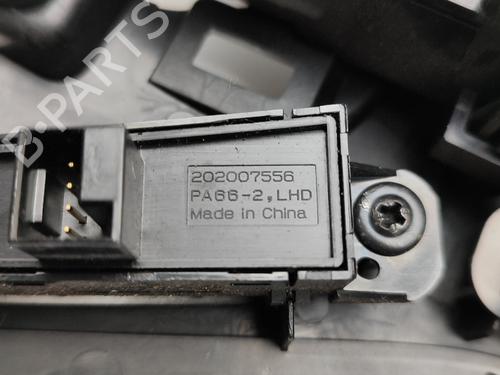 B-PARTS
202007556
PA66-2, LHD
Made in China